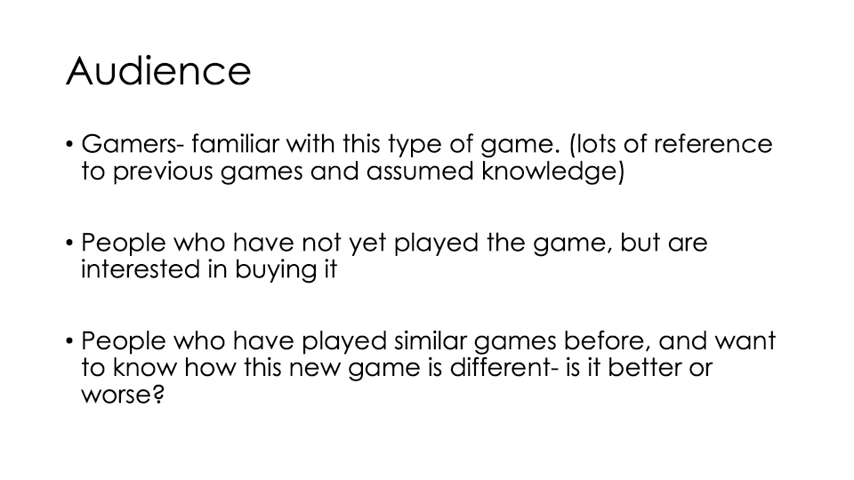 Audience
• Gamers- familiar with this type of game. (lots of reference
to previous games and assumed knowledge)
• People who have not yet played the game, but are
interested in buying it
• People who have played similar games before, and want
to know how this new game is different- is it better or
worse?